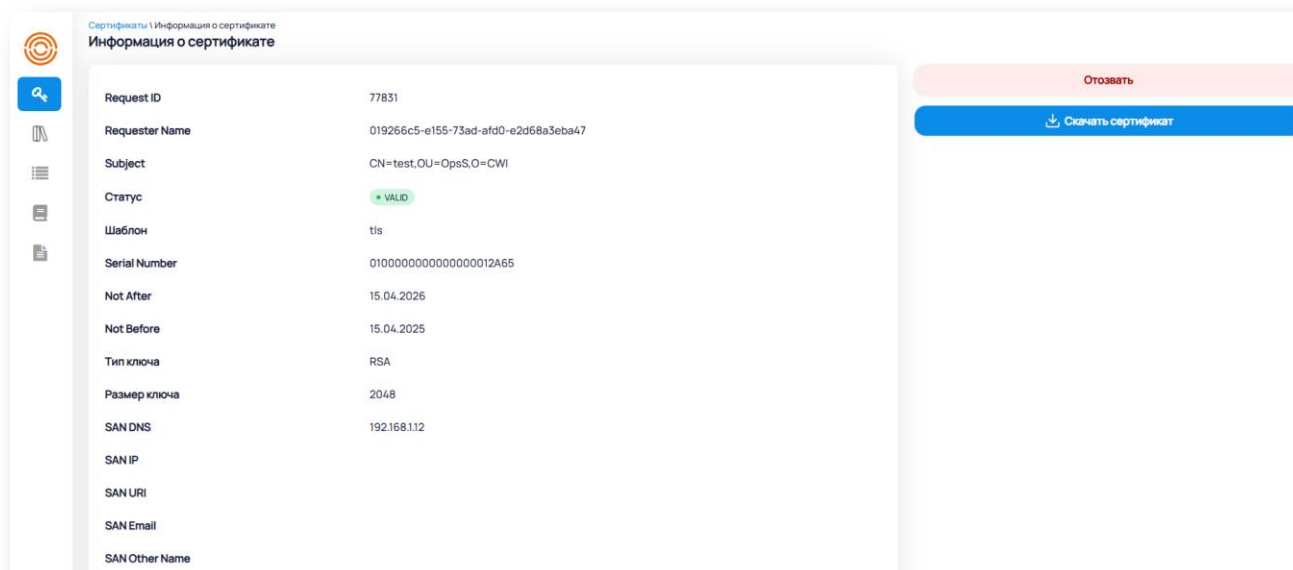 Сертификаты \ Информация о сертификате
Информация о сертификате
Отозвать
Скачать сертификат
Request ID 77831
Requester Name 019266c5-e155-73ad-afd0-e2d68a3eba47
Subject CN=test,OU=OpsS,O=CWI
Статус VALID
Шаблон tls
Serial Number 0100000000000000012A65
Not After 15.04.2026
Not Before 15.04.2025
Тип ключа RSA
Размер ключа 2048
SAN DNS 192.168.1.12
SAN IP
SAN URI
SAN Email
SAN Other Name